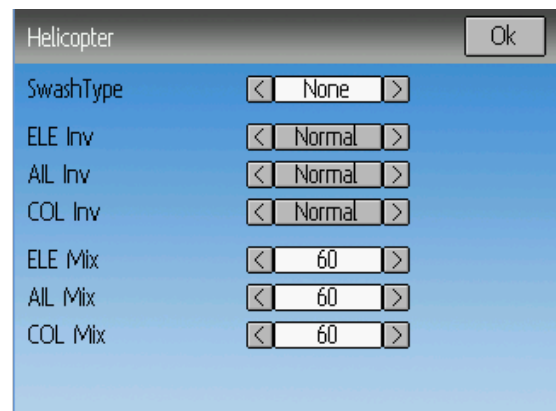 Helicopter Ok
SwashType < None >
ELE Inv < Normal >
AIL Inv < Normal >
COL Inv < Normal >
ELE Mix < 60 >
AIL Mix < 60 >
COL Mix < 60 >